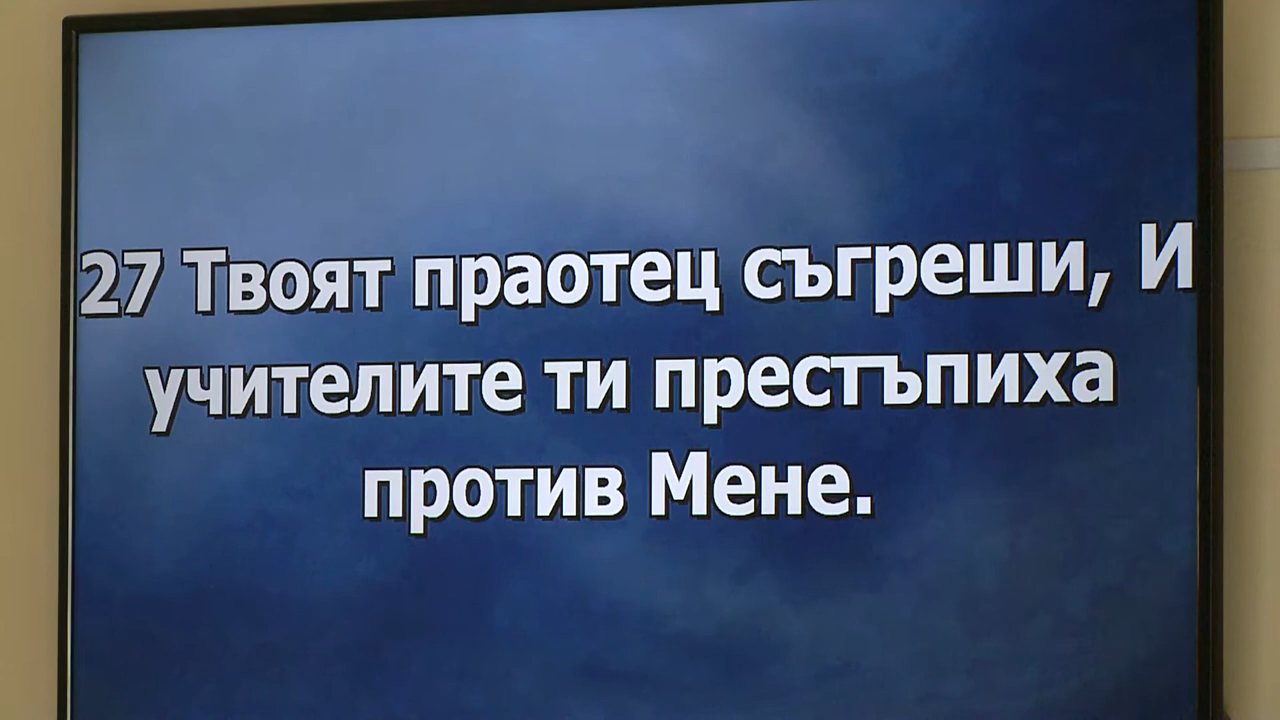 27 Твоят праотец съгреши, И
учителите ти престъпиха
против Мене.